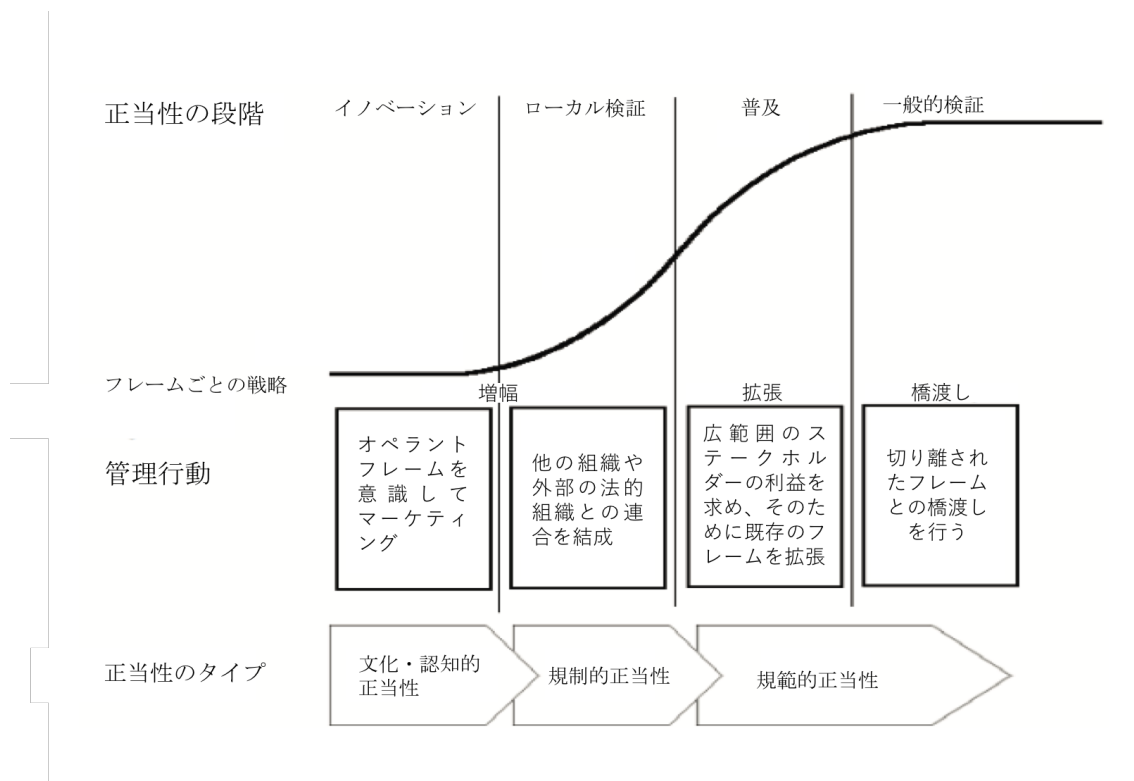 正当性の段階
イノベーション
ローカル検証
普及
一般的検証
フレームごとの戦略
増幅
拡張
橋渡し
管理行動
オペラント
フレームを
意識して
マーケティ
ング
他の組織や
外部の法的
組織との連
合を結成
広範囲のス
テークホル
ダーの利益を
求め、そのた
めに既存のフ
レームを拡張
切り離され
たフレーム
との橋渡し
を行う
正当性のタイプ
文化・認知的
正当性
規制的正当性
規範的正当性